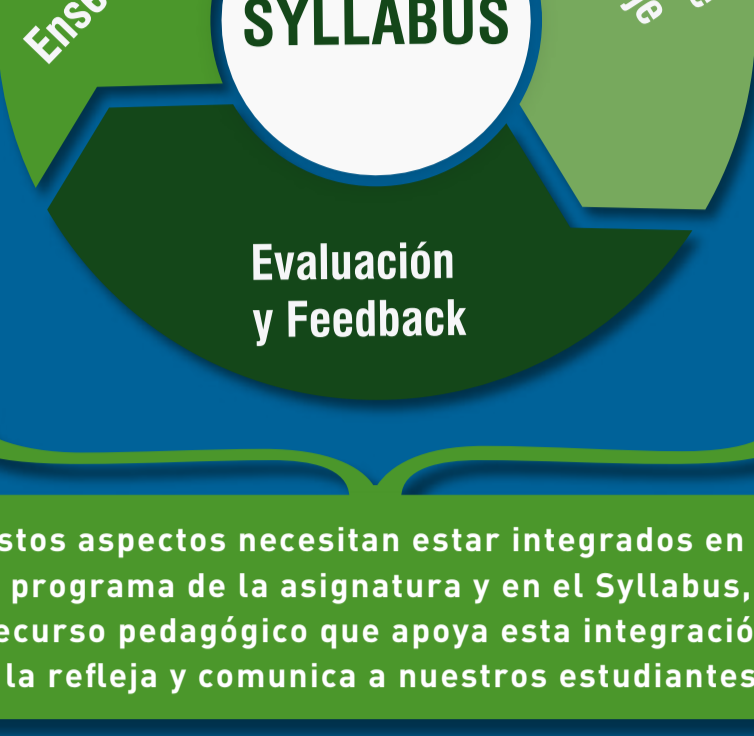 SYLLABUS
Evaluación
y Feedback
stos aspectos necesitan estar integrados en
programa de la asignatura y en el Syllabus,
ecurso pedagógico que apoya esta integració
la refleja y comunica a nuestros estudiantes